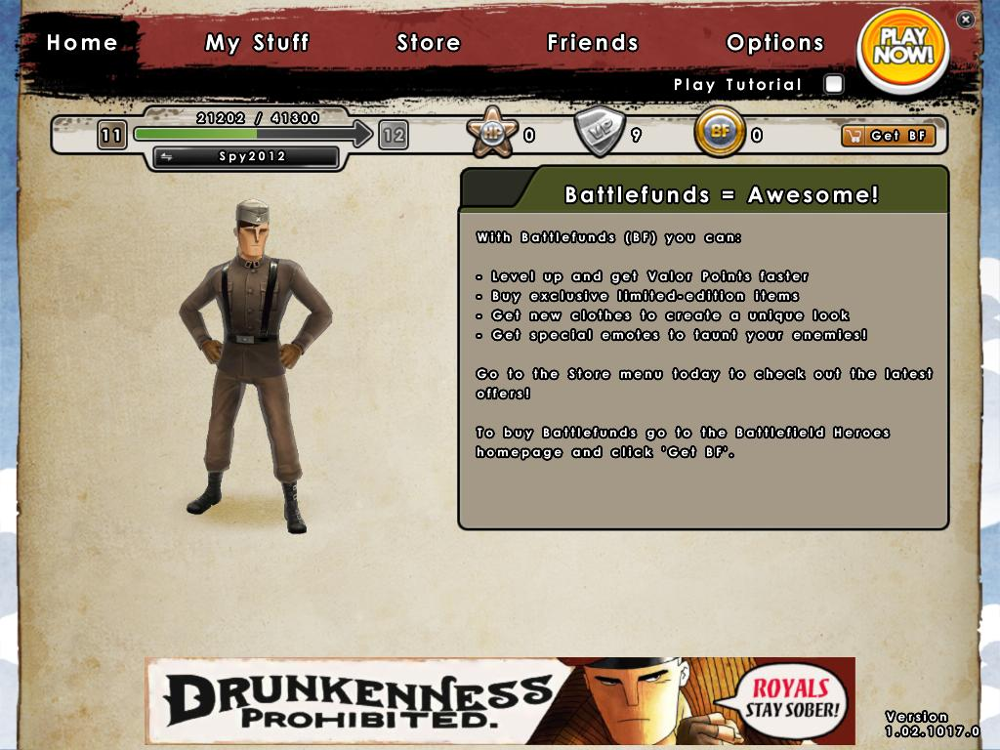 Home My Stuff Store Friends Options PLAY NOW!
Play Tutorial
21202 / 41300
11 12 HP 0 VP 9 BF 0 Get BF
Spy2012
Battlefunds = Awesome!
With Battlefunds (BF) you can:
- Level up and get Valor Points faster
- Buy exclusive limited-edition items
- Get new clothes to create a unique look
- Get special emotes to taunt your enemies!
Go to the Store menu today to check out the latest
offers!
To buy Battlefunds go to the Battlefield Heroes
homepage and click 'Get BF'.
DRUNKENNESS
PROHIBITED.
ROYALS
STAY SOBER!
Version
1.02.1017.0